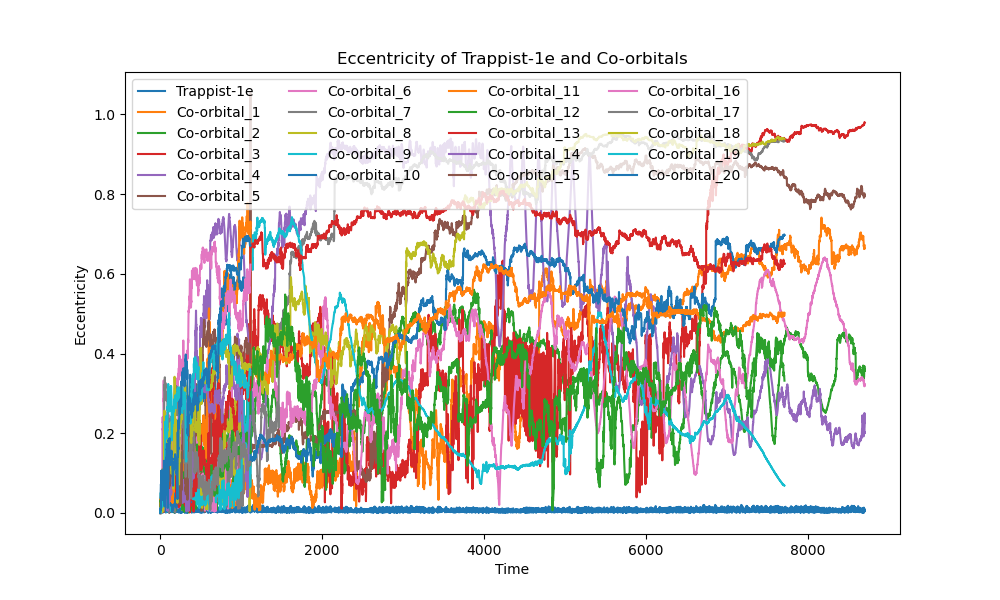 Eccentricity of Trappist-1e and Co-orbitals
Trappist-1e
Co-orbital_1
Co-orbital_2
Co-orbital_3
Co-orbital_4
Co-orbital_5
Co-orbital_6
Co-orbital_7
Co-orbital_8
Co-orbital_9
Co-orbital_10
Co-orbital_11
Co-orbital_12
Co-orbital_13
Co-orbital_14
Co-orbital_15
Co-orbital_16
Co-orbital_17
Co-orbital_18
Co-orbital_19
Co-orbital_20
Eccentricity
1.0
0.8
0.6
0.4
0.2
0.0
0
2000
4000
6000
8000
Time